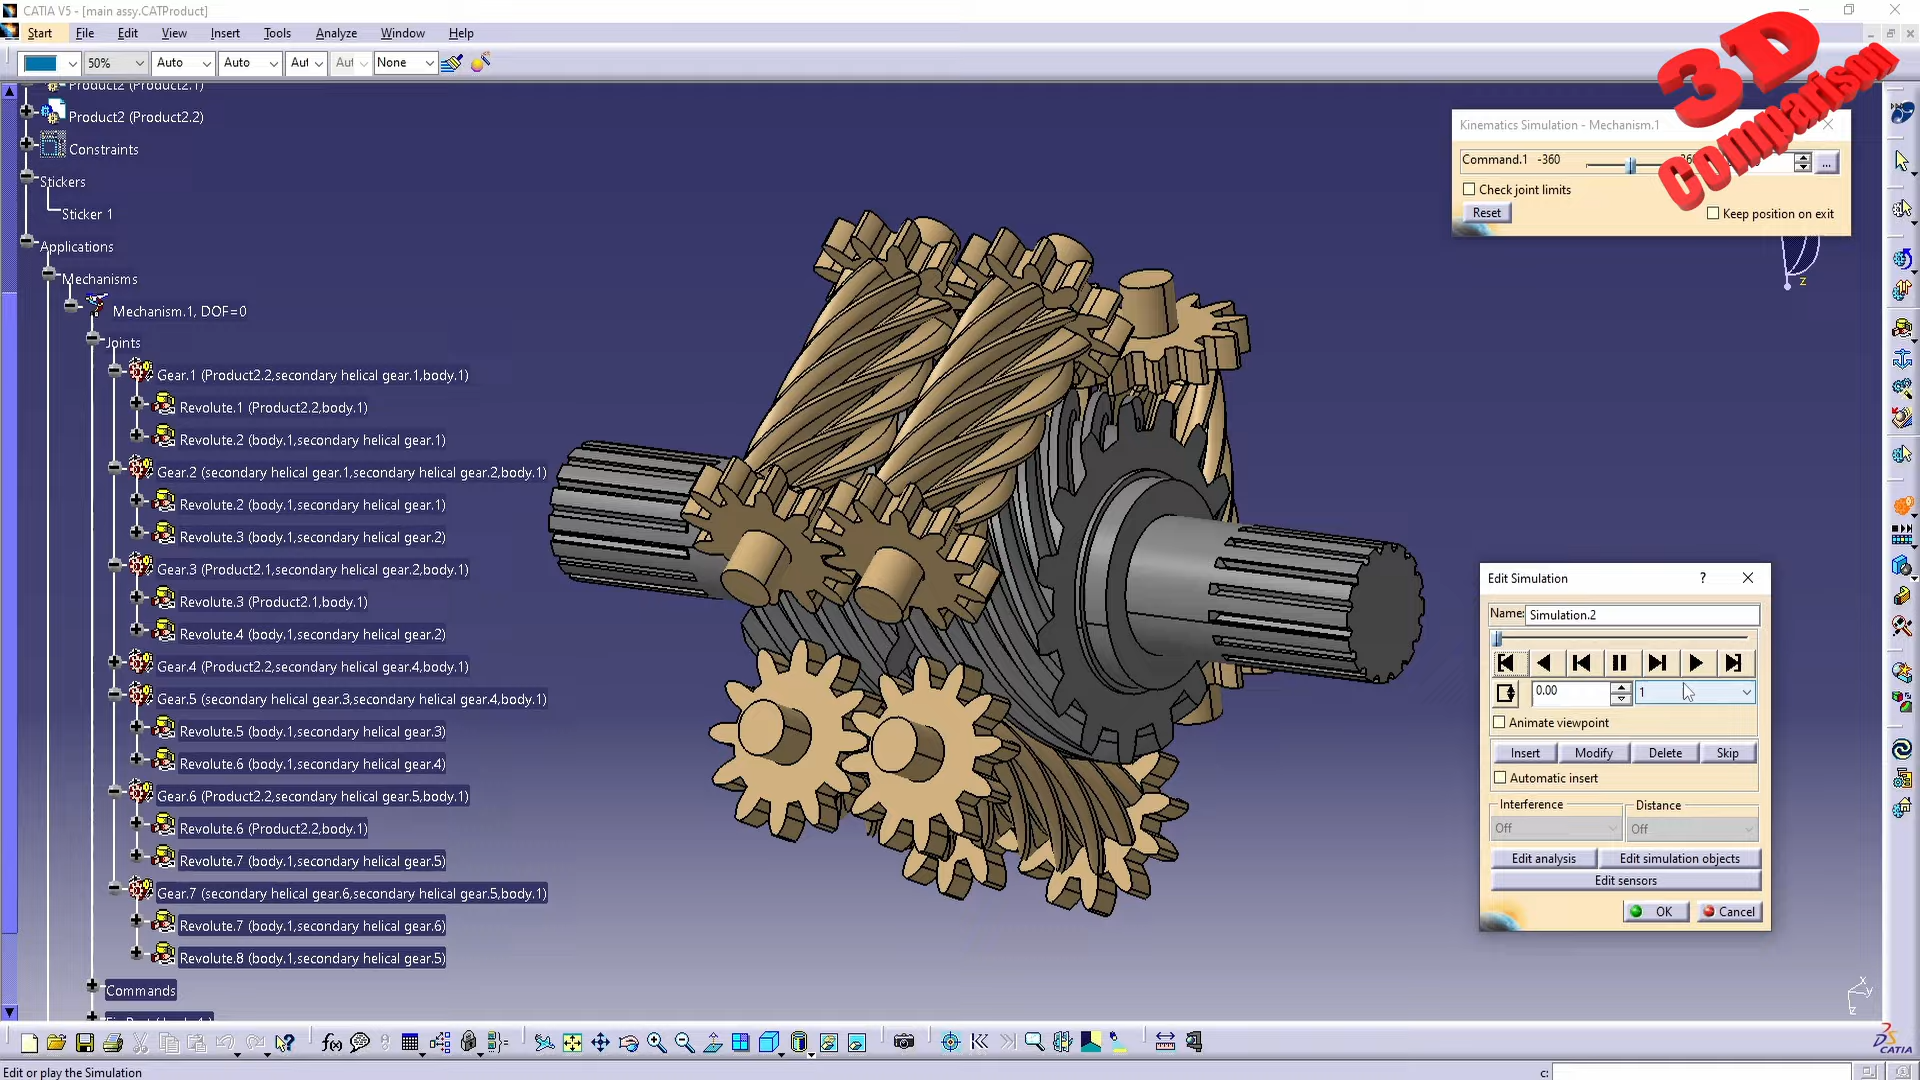 CATIA V5 - [main assy.CATProduct]
Start File Edit View Insert Tools Analyze Window Help
50% Auto Auto Aut Aut None
Product2 (Product2.1)
Product2 (Product2.2)
Constraints
Stickers
Sticker 1
Applications
Mechanisms
Mechanism.1, DOF=0
Joints
Gear.1 (Product2.2,secondary helical gear.1,body.1)
Revolute.1 (Product2.2,body.1)
Revolute.2 (body.1,secondary helical gear.1)
Gear.2 (secondary helical gear.1,secondary helical gear.2,body.1)
Revolute.2 (body.1,secondary helical gear.1)
Revolute.3 (body.1,secondary helical gear.2)
Gear.3 (Product2.1,secondary helical gear.2,body.1)
Revolute.3 (Product2.1,body.1)
Revolute.4 (body.1,secondary helical gear.2)
Gear.4 (Product2.2,secondary helical gear.4,body.1)
Gear.5 (secondary helical gear.3,secondary helical gear.4,body.1)
Revolute.5 (body.1,secondary helical gear.3)
Revolute.6 (body.1,secondary helical gear.4)
Gear.6 (Product2.2,secondary helical gear.5,body.1)
Revolute.6 (Product2.2,body.1)
Revolute.7 (body.1,secondary helical gear.5)
Gear.7 (secondary helical gear.6,secondary helical gear.5,body.1)
Revolute.7 (body.1,secondary helical gear.6)
Revolute.8 (body.1,secondary helical gear.5)
Commands
3D
Comparison
Kinematics Simulation - Mechanism.1
Command.1 -360
Check joint limits
Reset
Keep position on exit
z
Edit Simulation ?
Name: Simulation.2
0.00 1
Animate viewpoint
Insert Modify Delete Skip
Automatic insert
Interference Distance
Off Off
Edit analysis Edit simulation objects
Edit sensors
OK Cancel
x
y
z
f(x)
CATIA
Edit or play the Simulation
c: